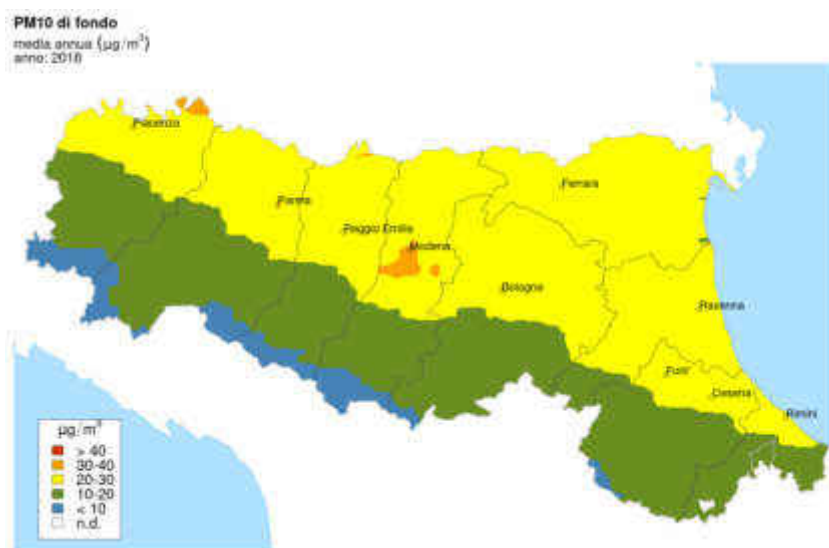 PM10 di fondo
media annua (µg/m³)
anno: 2018
Piacenza
Parma
Reggio Emilia
Modena
Bologna
Ferrara
Ravenna
Forlì
Cesena
Rimini
µg/m³
> 40
30-40
20-30
10-20
< 10
n.d.